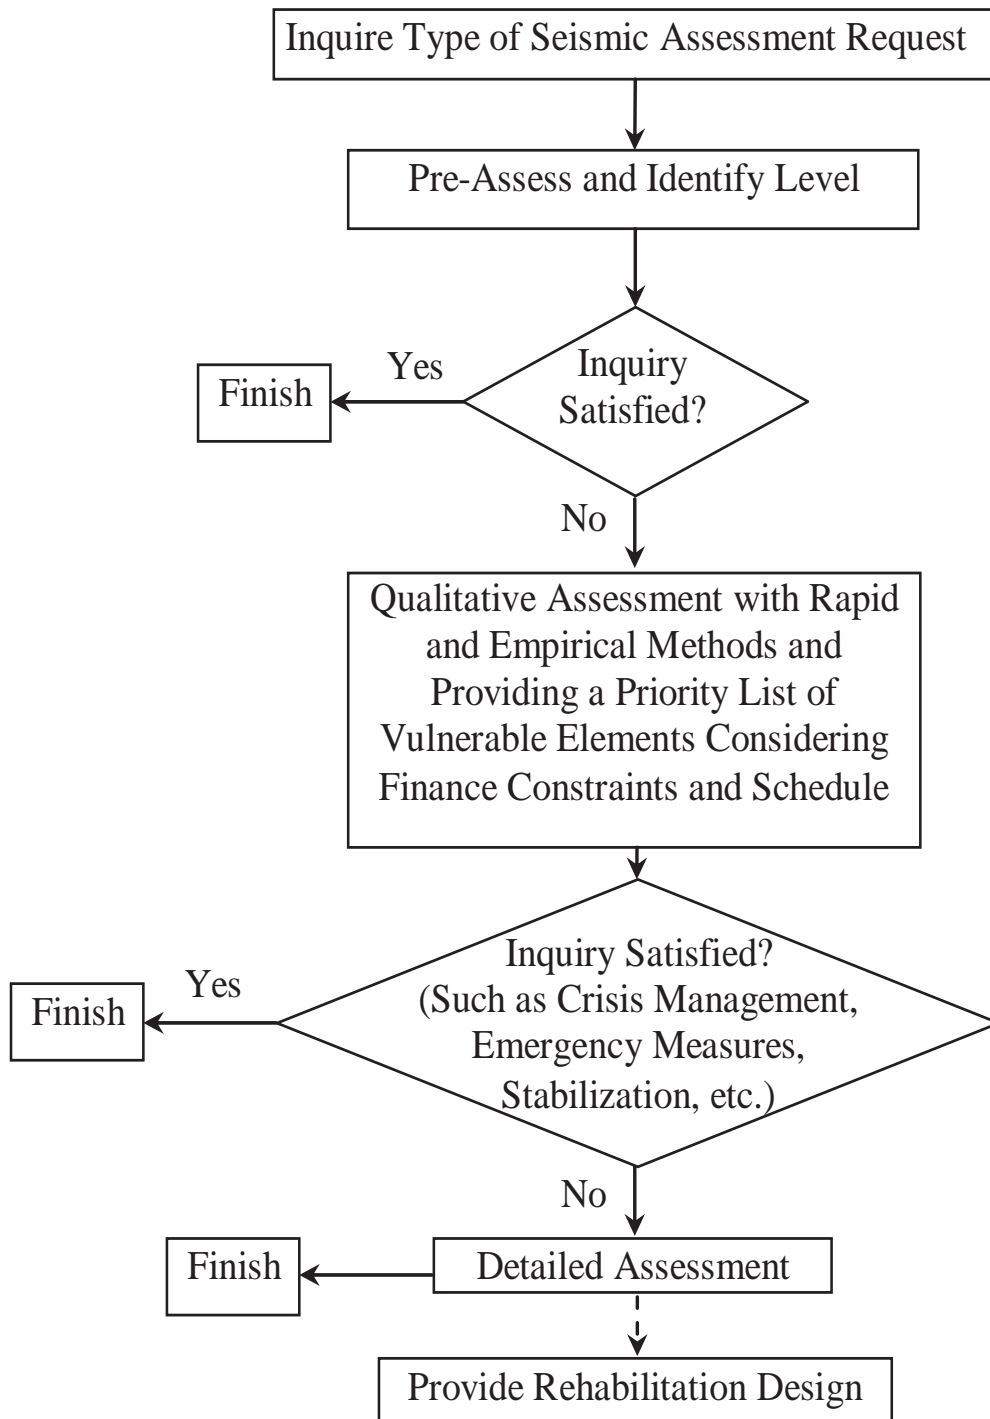 Inquire Type of Seismic Assessment Request
Pre-Assess and Identify Level
Inquiry
Satisfied?
Yes
Finish
No
Qualitative Assessment with Rapid
and Empirical Methods and
Providing a Priority List of
Vulnerable Elements Considering
Finance Constraints and Schedule
Inquiry Satisfied?
(Such as Crisis Management,
Emergency Measures,
Stabilization, etc.)
Yes
Finish
No
Detailed Assessment
Finish
Provide Rehabilitation Design